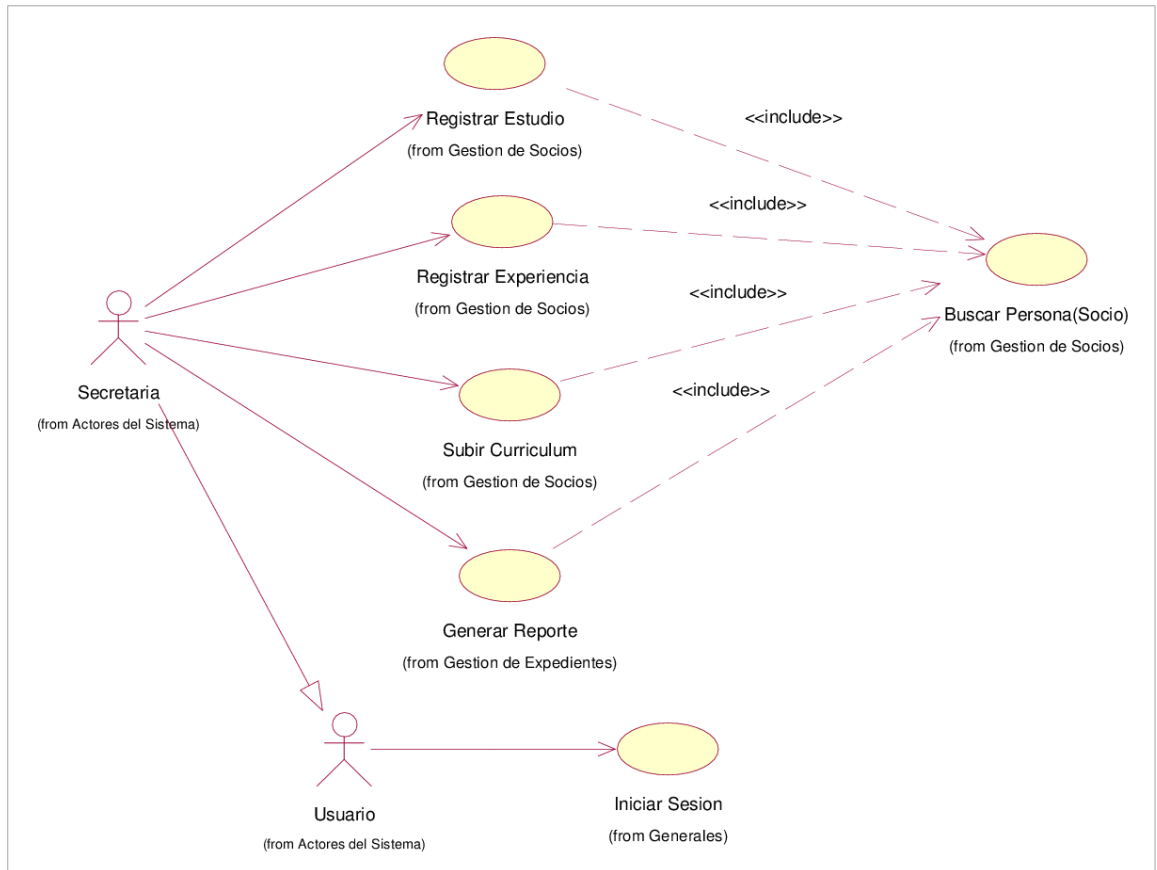 Registrar Estudio
(from Gestion de Socios)
<<include>>
Registrar Experiencia
(from Gestion de Socios)
<<include>>
Buscar Persona(Socio)
(from Gestion de Socios)
<<include>>
Secretaria
(from Actores del Sistema)
Subir Curriculum
(from Gestion de Socios)
<<include>>
Generar Reporte
(from Gestion de Expedientes)
Usuario
(from Actores del Sistema)
Iniciar Sesion
(from Generales)